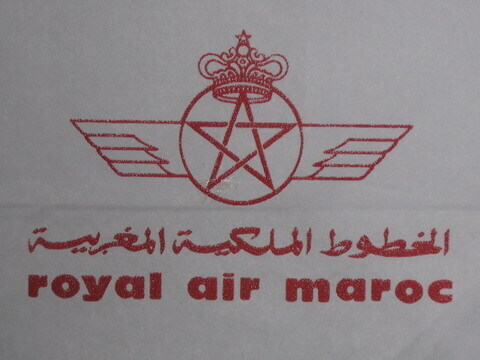 الخطوط الملكية المغربية
royal air maroc